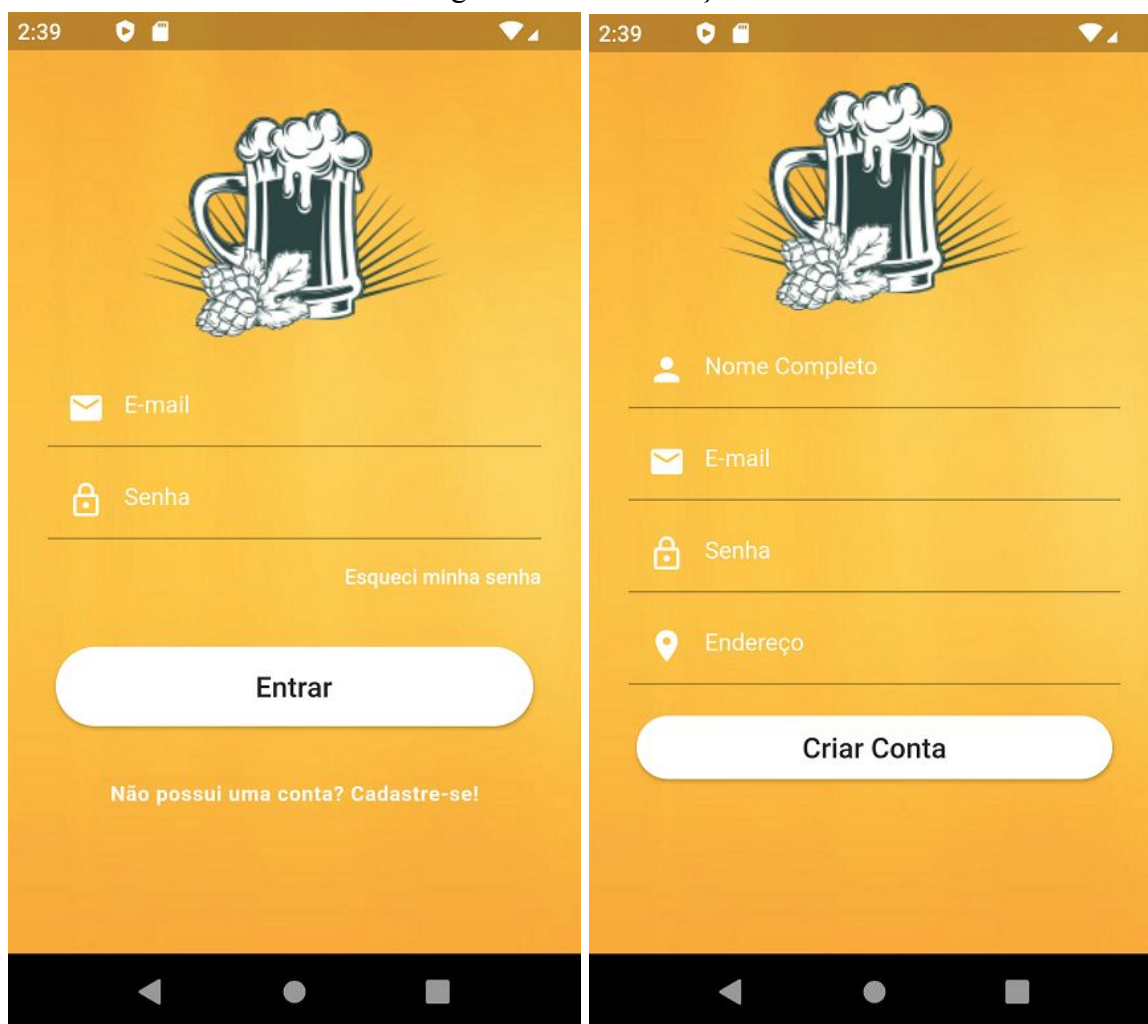 2:39
E-mail
Senha
Esqueci minha senha
Entrar
Não possui uma conta? Cadastre-se!
2:39
Nome Completo
E-mail
Senha
Endereço
Criar Conta